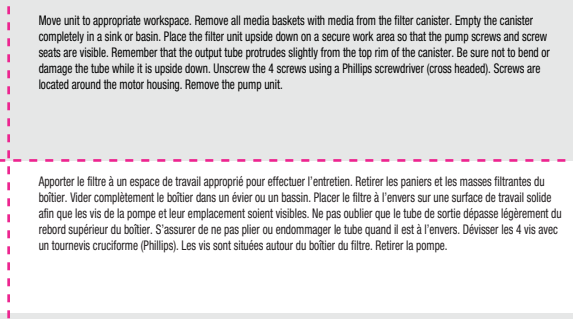 Move unit to appropriate workspace. Remove all media baskets with media from the filter canister. Empty the canister
completely in a sink or basin. Place the filter unit upside down on a secure work area so that the pump screws and screw
seats are visible. Remember that the output tube protrudes slightly from the top rim of the canister. Be sure not to bend or
damage the tube while it is upside down. Unscrew the 4 screws using a Phillips screwdriver (cross headed). Screws are
located around the motor housing. Remove the pump unit.
Apporter le filtre à un espace de travail approprié pour effectuer l'entretien. Retirer les paniers et les masses filtrantes du
boîtier. Vider complètement le boîtier dans un évier ou un bassin. Placer le filtre à l'envers sur une surface de travail solide
afin que les vis de la pompe et leur emplacement soient visibles. Ne pas oublier que le tube de sortie dépasse légèrement du
rebord supérieur du boîtier. S'assurer de ne pas plier ou endommager le tube quand il est à l'envers. Dévisser les 4 vis avec
un tournevis cruciforme (Phillips). Les vis sont situées autour du boîtier du filtre. Retirer la pompe.